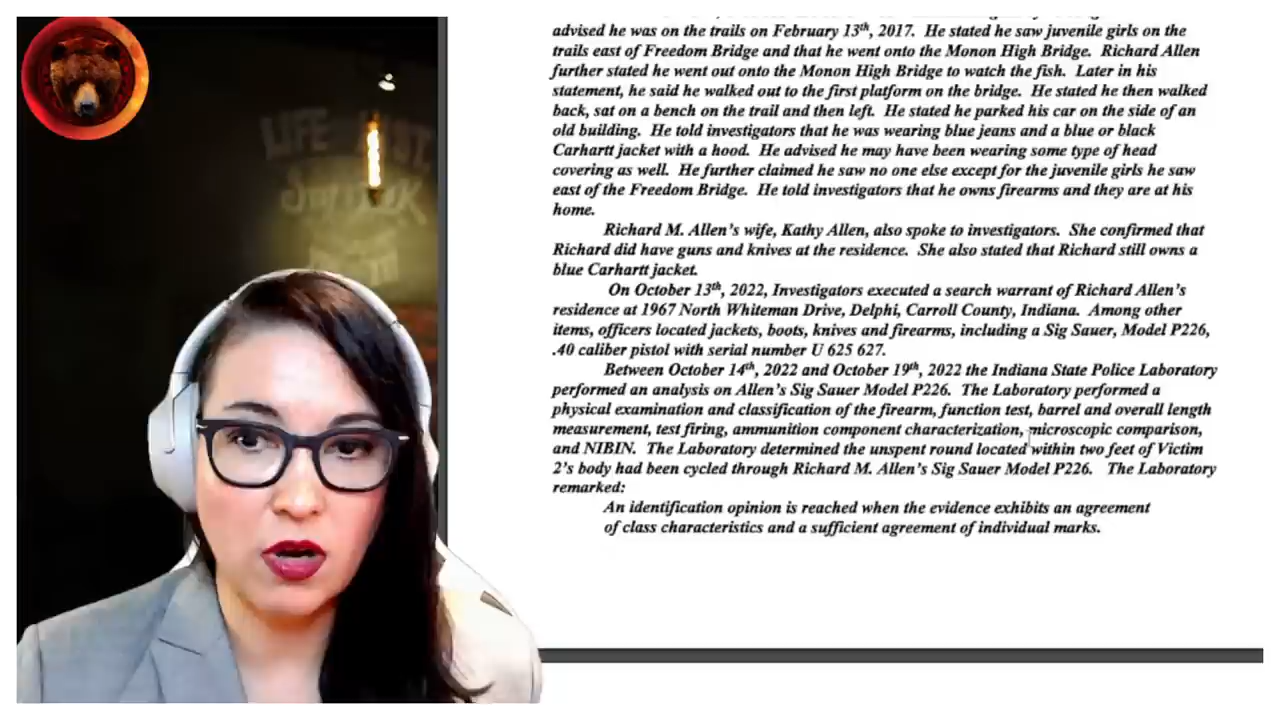 advised he was on the trails on February 13th, 2017. He stated he saw juvenile girls on the
trails east of Freedom Bridge and that he went onto the Monon High Bridge. Richard Allen
further stated he went out onto the Monon High Bridge to watch the fish. Later in his
statement, he said he walked out to the first platform on the bridge. He stated he then walked
back, sat on a bench on the trail and then left. He stated he parked his car on the side of an
old building. He told investigators that he was wearing blue jeans and a blue or black
Carhartt jacket with a hood. He advised he may have been wearing some type of head
covering as well. He further claimed he saw no one else except for the juvenile girls he saw
east of the Freedom Bridge. He told investigators that he owns firearms and they are at his
home.
Richard M. Allen's wife, Kathy Allen, also spoke to investigators. She confirmed that
Richard did have guns and knives at the residence. She also stated that Richard still owns a
blue Carhartt jacket.
On October 13th, 2022, Investigators executed a search warrant of Richard Allen's
residence at 1967 North Whiteman Drive, Delphi, Carroll County, Indiana. Among other
items, officers located jackets, boots, knives and firearms, including a Sig Sauer, Model P226,
.40 caliber pistol with serial number U 625 627.
Between October 14th, 2022 and October 19th, 2022 the Indiana State Police Laboratory
performed an analysis on Allen's Sig Sauer Model P226. The Laboratory performed a
physical examination and classification of the firearm, function test, barrel and overall length
measurement, test firing, ammunition component characterization, microscopic comparison,
and NIBIN. The Laboratory determined the unspent round located within two feet of Victim
2's body had been cycled through Richard M. Allen's Sig Sauer Model P226. The Laboratory
remarked:
An identification opinion is reached when the evidence exhibits an agreement
of class characteristics and a sufficient agreement of individual marks.
LIFE